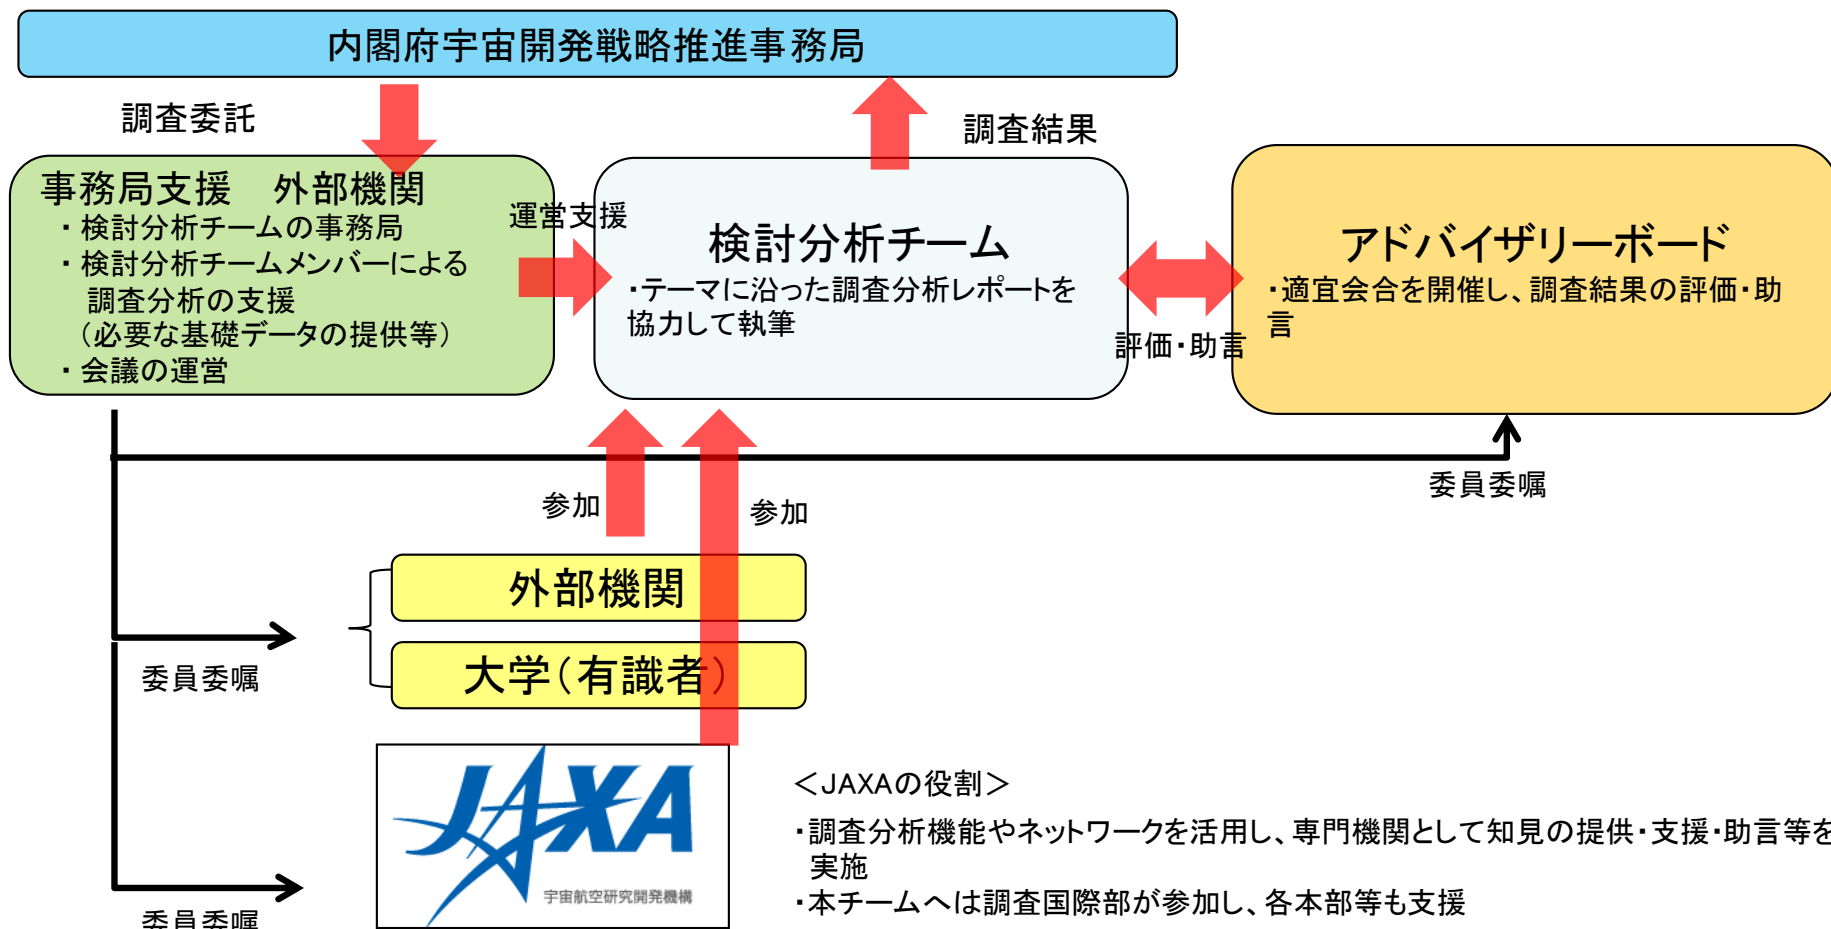 内閣府宇宙開発戦略推進事務局
調査委託
調査結果
事務局支援　外部機関
・検討分析チームの事務局
・検討分析チームメンバーによる
調査分析の支援
（必要な基礎データの提供等）
・会議の運営
運営支援
検討分析チーム
・テーマに沿った調査分析レポートを
協力して執筆
評価・助言
アドバイザリーボード
・適宜会合を開催し、調査結果の評価・助
言
委員委嘱
参加
参加
外部機関
大学（有識者）
委員委嘱
JAXA
宇宙航空研究開発機構
委員委嘱
＜JAXAの役割＞
・調査分析機能やネットワークを活用し、専門機関として知見の提供・支援・助言等を
実施
・本チームへは調査国際部が参加し、各本部等も支援